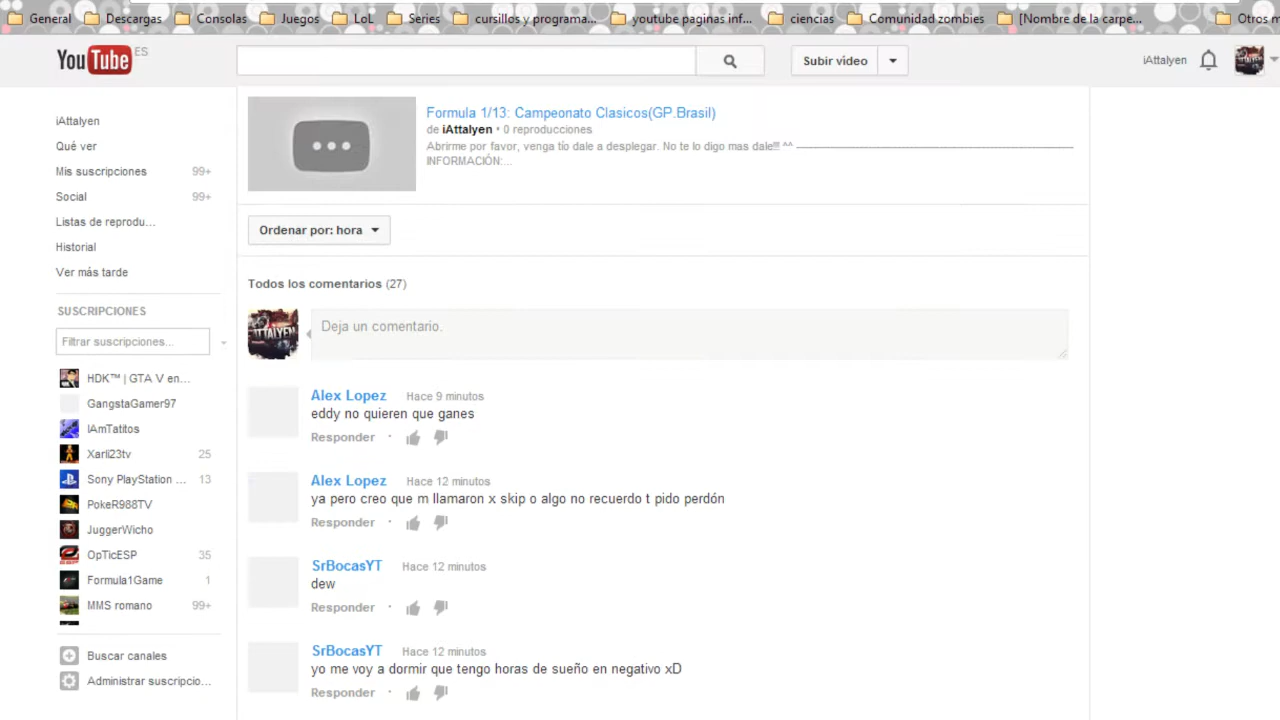 General Descargas Consolas Juegos LoL Series cursillos y programa... youtube paginas inf... ciencias Comunidad zombies [Nombre de la carpe... Otros m
YouTube ES
Subir vídeo
iAttalyen
iAttalyen
Qué ver
Mis suscripciones 99+
Social 99+
Listas de reprodu...
Historial
Ver más tarde
SUSCRIPCIONES
Filtrar suscripciones...
HDK™ | GTA V en...
GangstaGamer97
IAmTatitos
Xarli23tv 25
Sony PlayStation ... 13
PokeR988TV
JuggerWicho
OpTicESP 35
Formula1Game 1
MMS romano 99+
Buscar canales
Administrar suscripcio...
Formula 1/13: Campeonato Clasicos(GP.Brasil)
de iAttalyen • 0 reproducciones
Abrirme por favor, venga tío dale a desplegar. No te lo digo mas dale!!! ^^
INFORMACIÓN:...
Ordenar por: hora
Todos los comentarios (27)
ATTALYEN
Deja un comentario.
Alex Lopez Hace 9 minutos
eddy no quieren que ganes
Responder ·
Alex Lopez Hace 12 minutos
ya pero creo que m llamaron x skip o algo no recuerdo t pido perdón
Responder ·
SrBocasYT Hace 12 minutos
dew
Responder ·
SrBocasYT Hace 12 minutos
yo me voy a dormir que tengo horas de sueño en negativo xD
Responder ·